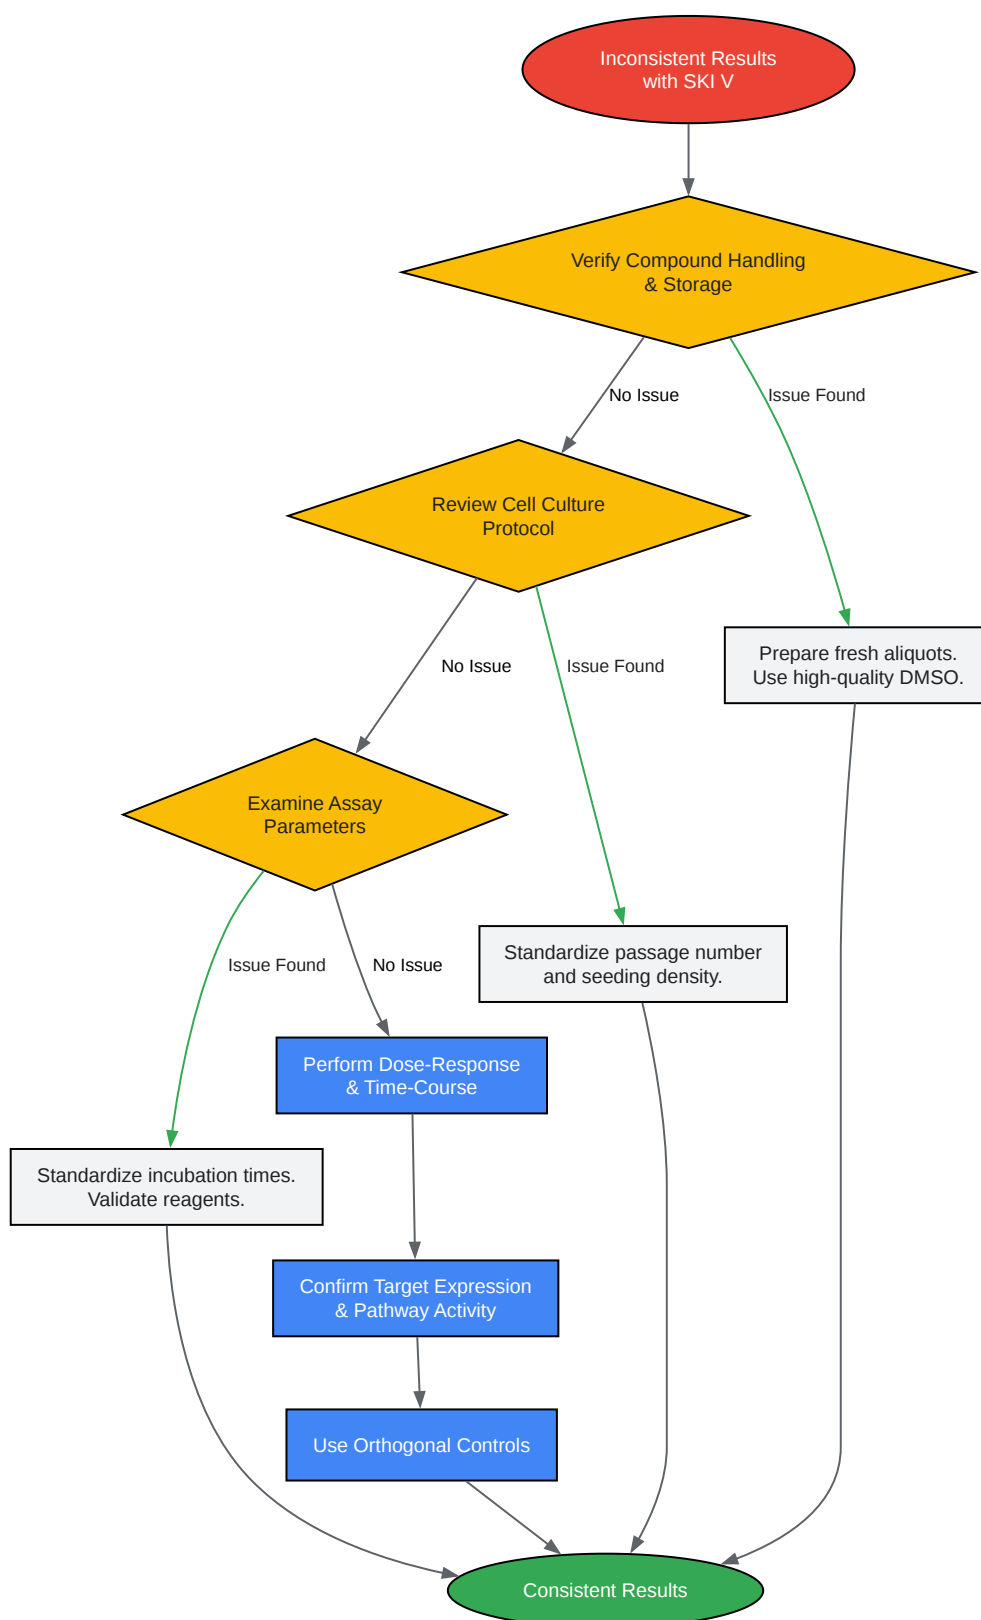 Inconsistent Results
with SKI V
Verify Compound Handling
& Storage
No Issue
Issue Found
Review Cell Culture
Protocol
No Issue
Issue Found
Prepare fresh aliquots.
Use high-quality DMSO.
Examine Assay
Parameters
Issue Found
No Issue
Standardize passage number
and seeding density.
Perform Dose-Response
& Time-Course
Standardize incubation times.
Validate reagents.
Confirm Target Expression
& Pathway Activity
Use Orthogonal Controls
Consistent Results